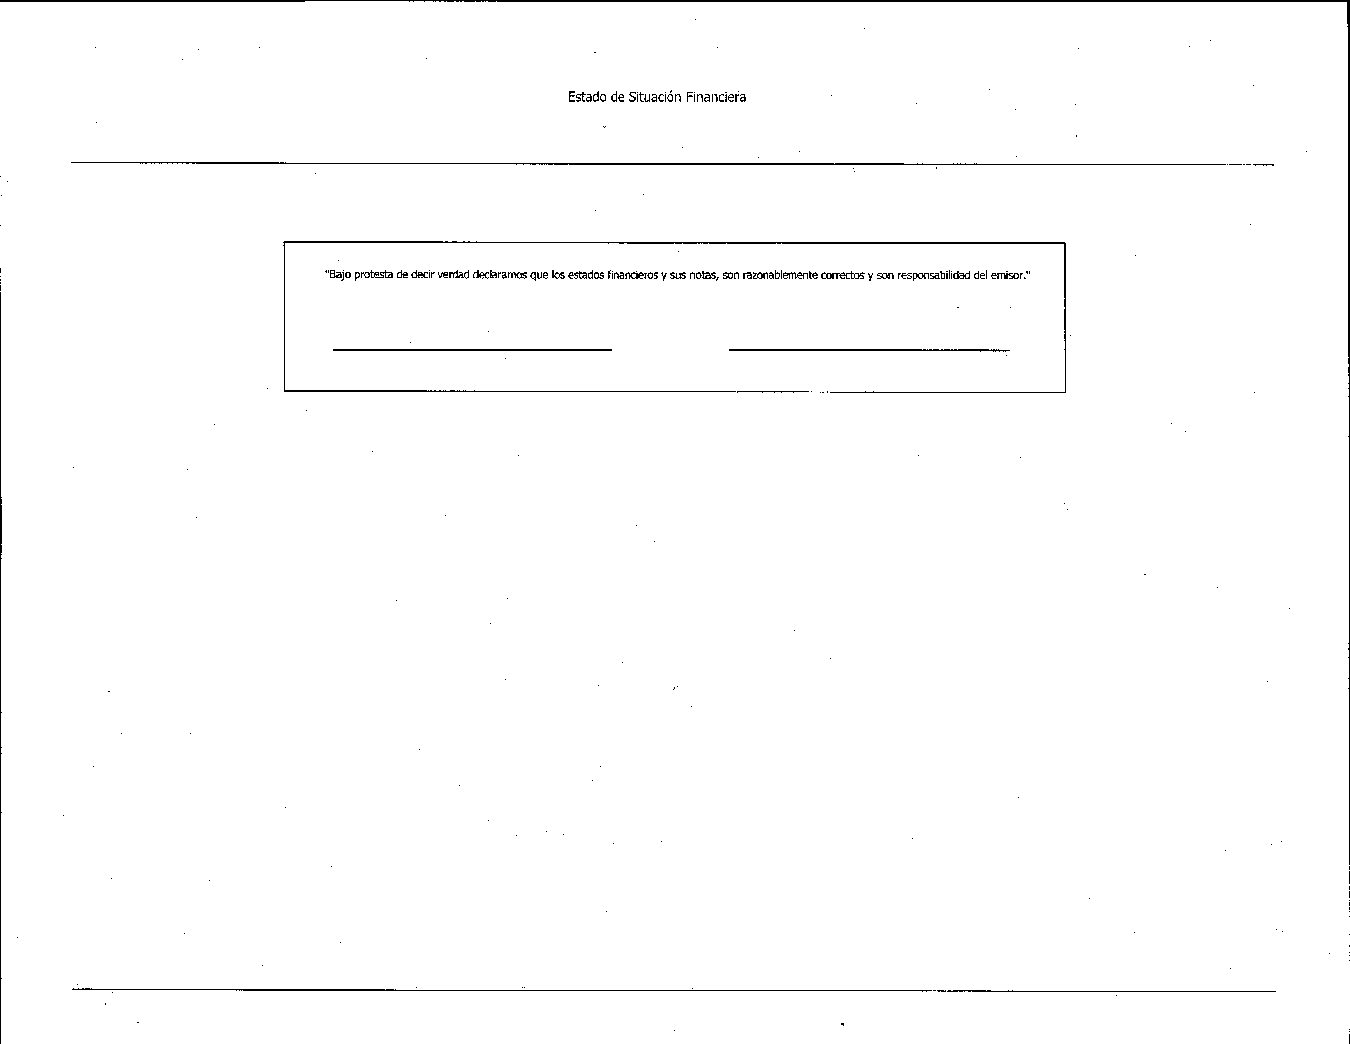 Estado de Situación Financiera
"Bajo protesta de decir verdad declaramos que los estados financieros y sus notas, son razonablemente correctos y son responsabilidad del emisor."